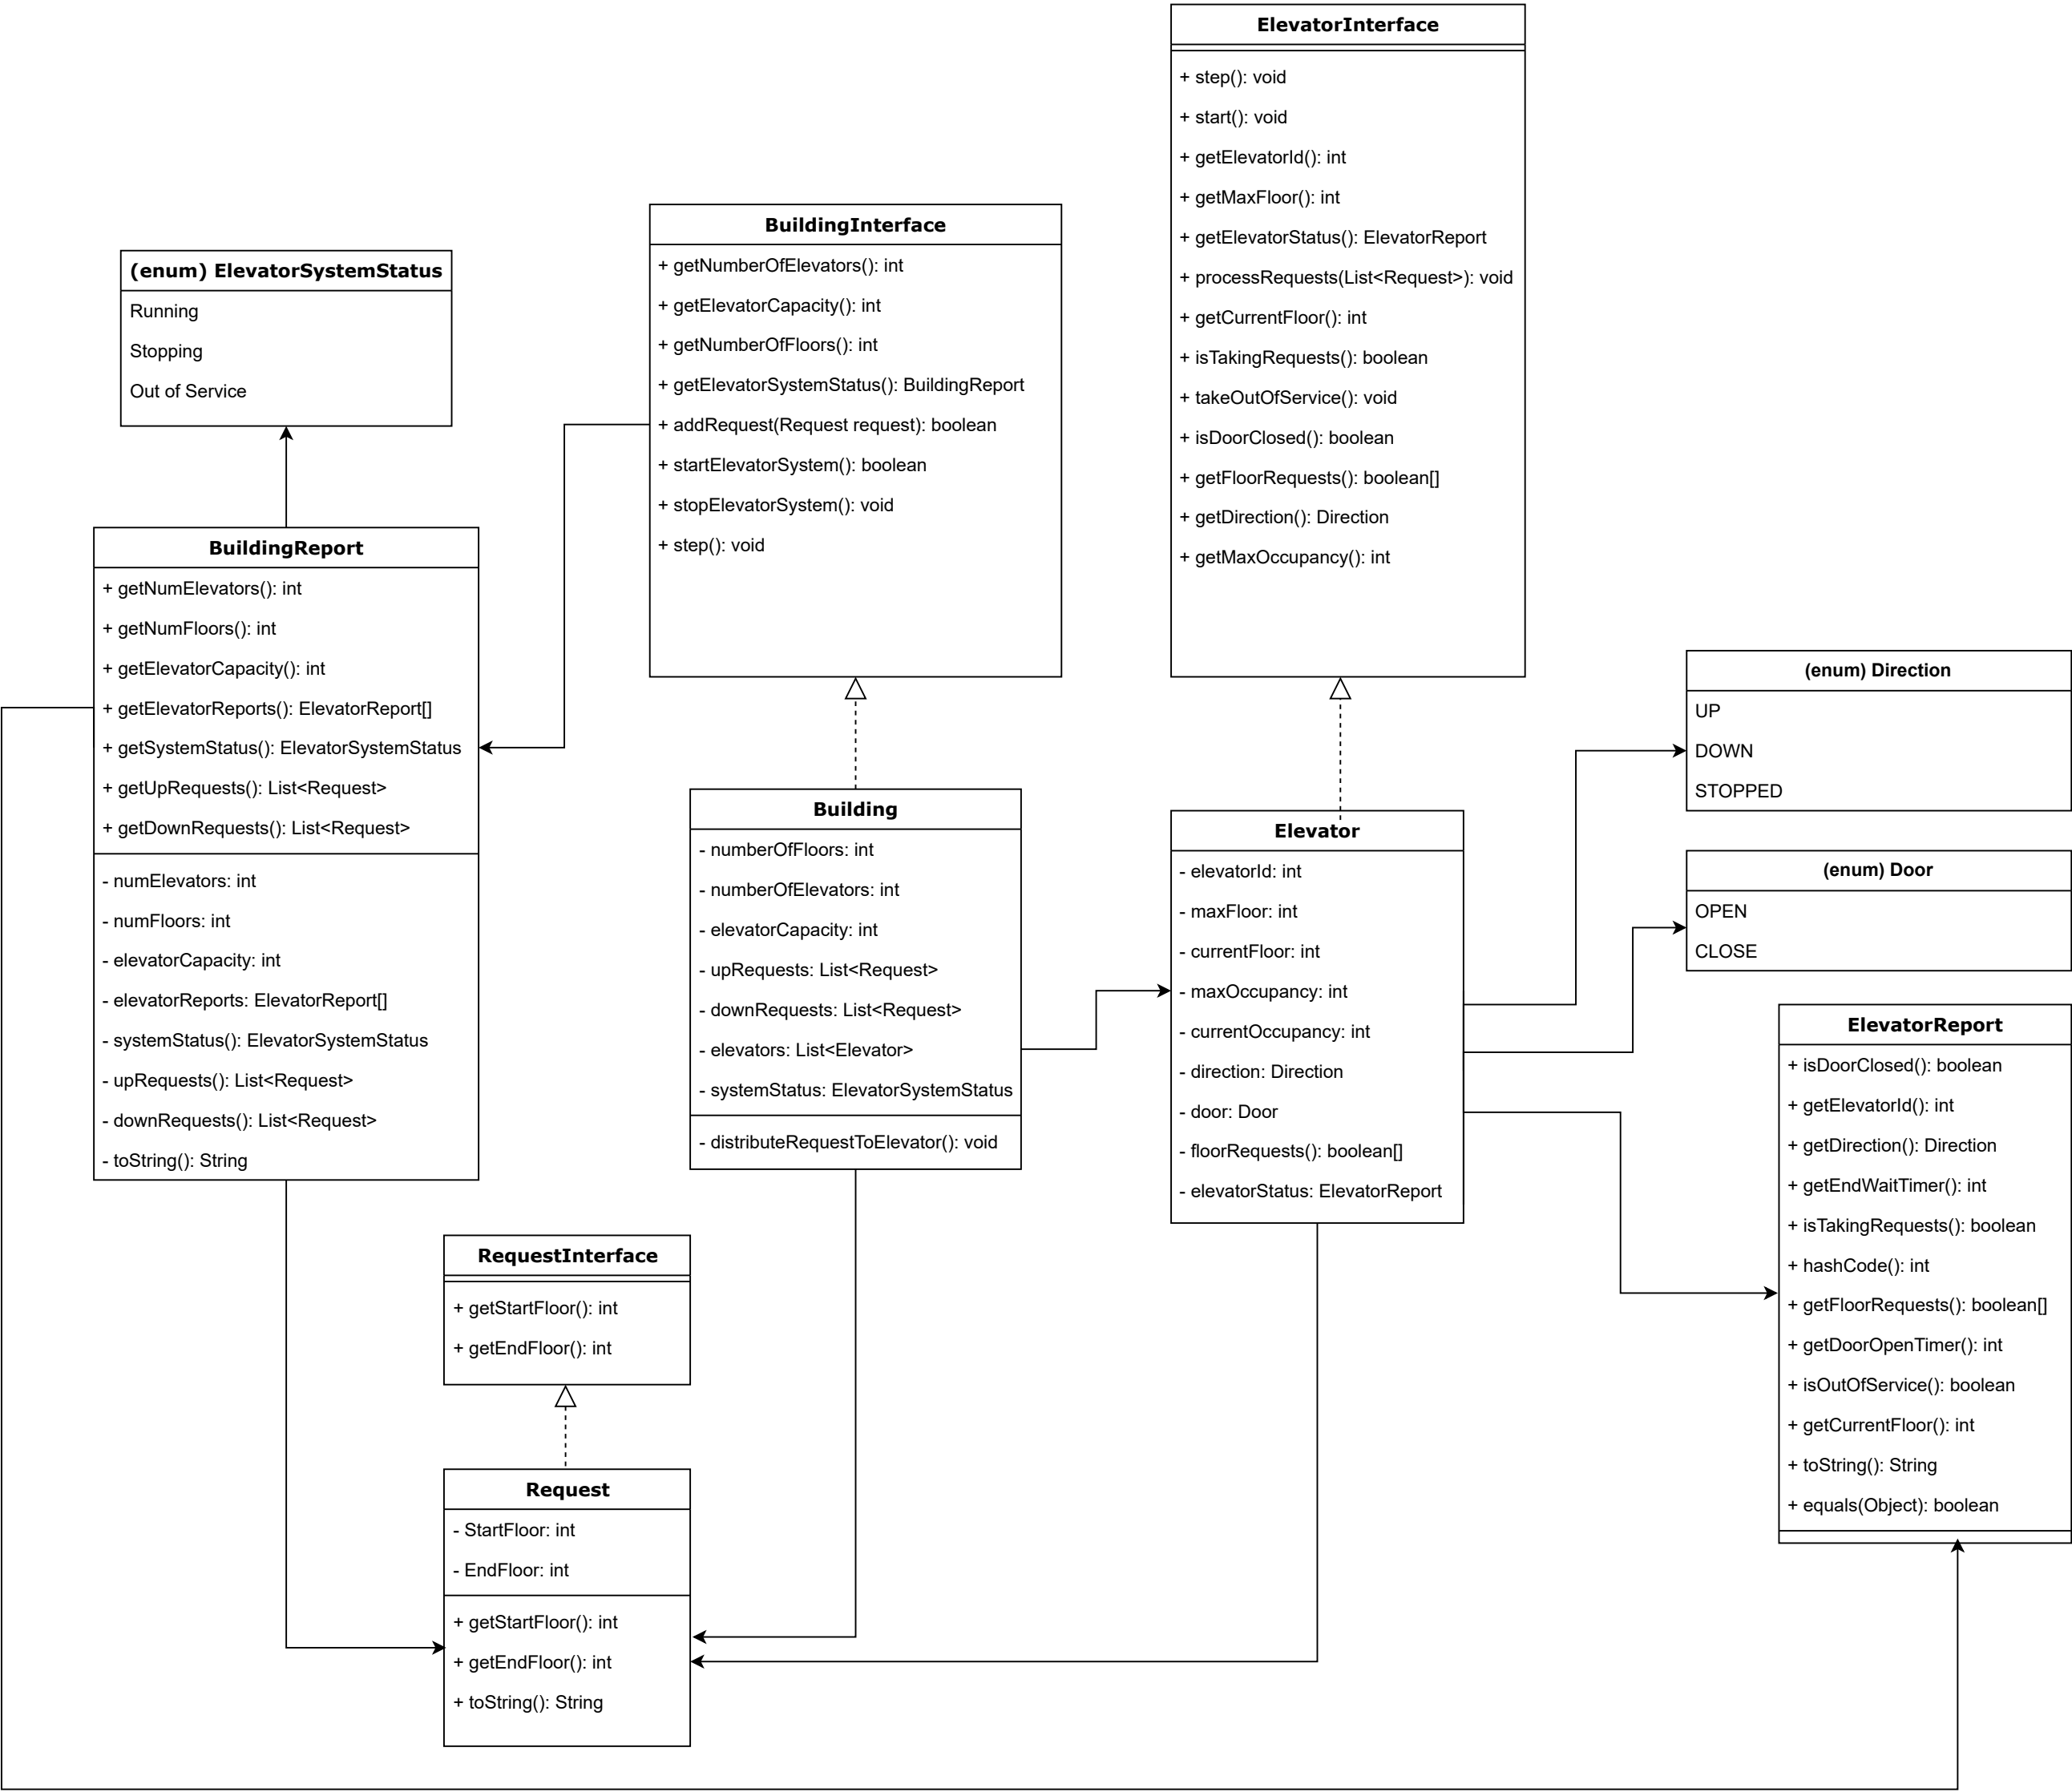 ElevatorInterface
+ step(): void
+ start(): void
+ getElevatorId(): int
+ getMaxFloor(): int
+ getElevatorStatus(): ElevatorReport
+ processRequests(List<Request>): void
+ getCurrentFloor(): int
+ isTakingRequests(): boolean
+ takeOutOfService(): void
+ isDoorClosed(): boolean
+ getFloorRequests(): boolean[]
+ getDirection(): Direction
+ getMaxOccupancy(): int
BuildingInterface
+ getNumberOfElevators(): int
+ getElevatorCapacity(): int
+ getNumberOfFloors(): int
+ getElevatorSystemStatus(): BuildingReport
+ addRequest(Request request): boolean
+ startElevatorSystem(): boolean
+ stopElevatorSystem(): void
+ step(): void
(enum) ElevatorSystemStatus
Running
Stopping
Out of Service
BuildingReport
+ getNumElevators(): int
+ getNumFloors(): int
+ getElevatorCapacity(): int
+ getElevatorReports(): ElevatorReport[]
+ getSystemStatus(): ElevatorSystemStatus
+ getUpRequests(): List<Request>
+ getDownRequests(): List<Request>
- numElevators: int
- numFloors: int
- elevatorCapacity: int
- elevatorReports: ElevatorReport[]
- systemStatus(): ElevatorSystemStatus
- upRequests(): List<Request>
- downRequests(): List<Request>
- toString(): String
Building
- numberOfFloors: int
- numberOfElevators: int
- elevatorCapacity: int
- upRequests: List<Request>
- downRequests: List<Request>
- elevators: List<Elevator>
- systemStatus: ElevatorSystemStatus
- distributeRequestToElevator(): void
Elevator
- elevatorId: int
- maxFloor: int
- currentFloor: int
- maxOccupancy: int
- currentOccupancy: int
- direction: Direction
- door: Door
- floorRequests(): boolean[]
- elevatorStatus: ElevatorReport
(enum) Direction
UP
DOWN
STOPPED
(enum) Door
OPEN
CLOSE
ElevatorReport
+ isDoorClosed(): boolean
+ getElevatorId(): int
+ getDirection(): Direction
+ getEndWaitTimer(): int
+ isTakingRequests(): boolean
+ hashCode(): int
+ getFloorRequests(): boolean[]
+ getDoorOpenTimer(): int
+ isOutOfService(): boolean
+ getCurrentFloor(): int
+ toString(): String
+ equals(Object): boolean
RequestInterface
+ getStartFloor(): int
+ getEndFloor(): int
Request
- StartFloor: int
- EndFloor: int
+ getStartFloor(): int
+ getEndFloor(): int
+ toString(): String